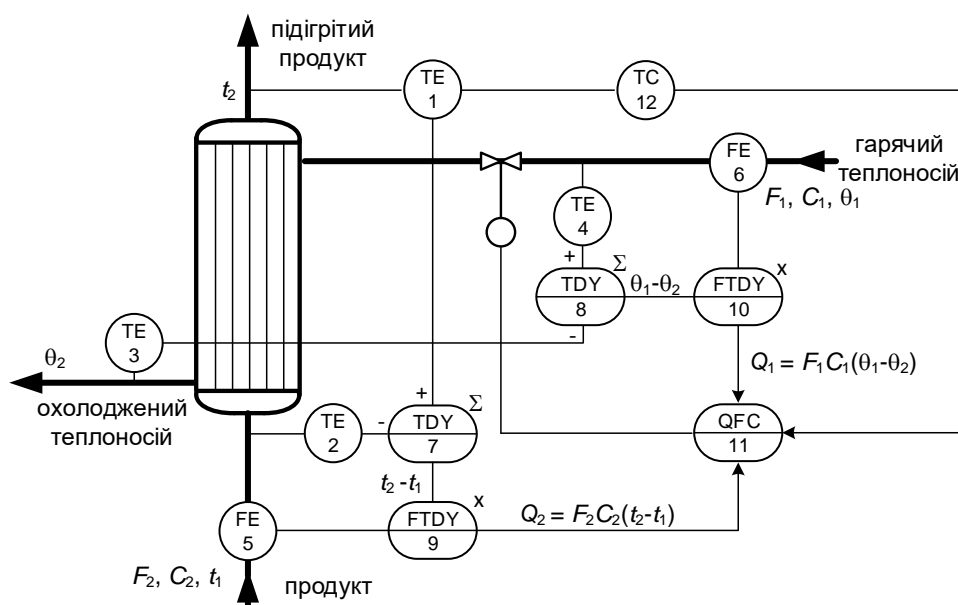 підігрітий
продукт
t₂
TE
1
TC
12
гарячий
теплоносій
FE
6
F₁, C₁, θ₁
TE
4
+
Σ
TDY
8
-
θ₁-θ₂
x
FTDY
10
TE
3
θ₂
охолоджений
теплоносій
Q₁ = F₁C₁(θ₁-θ₂)
TE
2
+
-
Σ
TDY
7
QFC
11
t₂ -t₁
x
FTDY
9
Q₂ = F₂C₂(t₂-t₁)
FE
5
F₂, C₂, t₁
продукт